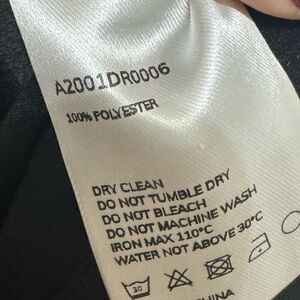 A2001DR0006
100% POLYESTER
DRY CLEAN
DO NOT TUMBLE DRY
DO NOT BLEACH
DO NOT MACHINE WASH
IRON MAX 110°C
WATER NOT ABOVE 30°C
30